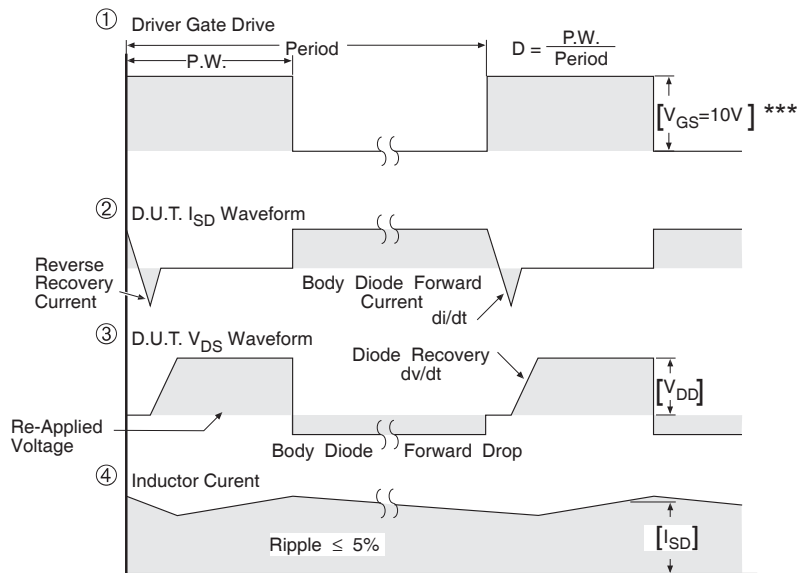 ① Driver Gate Drive
Period
P.W.
D = P.W. / Period
[VGS=10V] ***
② D.U.T. ISD Waveform
Reverse
Recovery
Current
Body Diode Forward
Current
di/dt
③ D.U.T. VDS Waveform
Diode Recovery
dv/dt
[VDD]
Re-Applied
Voltage
Body Diode Forward Drop
④ Inductor Curent
Ripple ≤ 5%
[ISD]